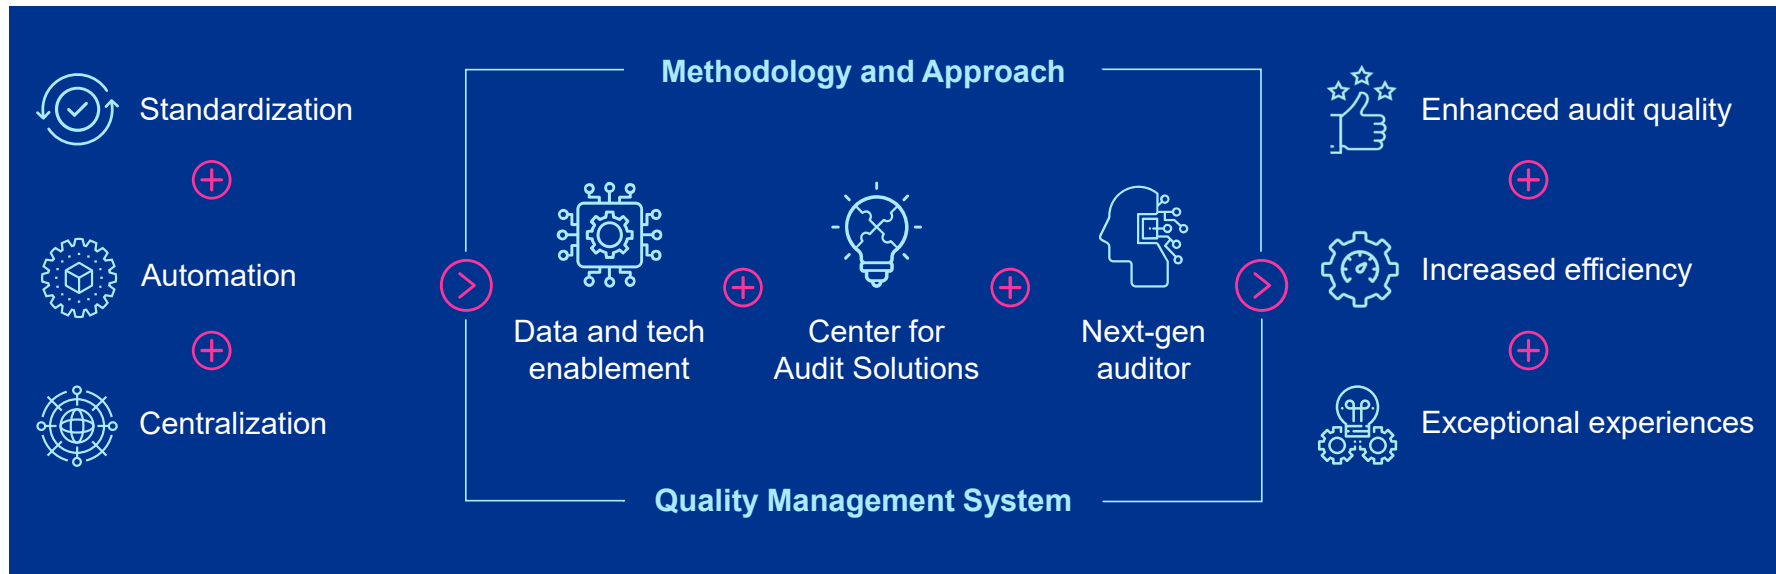 Standardization
Automation
Centralization
Methodology and Approach
Data and tech
enablement
Center for
Audit Solutions
Next-gen
auditor
Quality Management System
Enhanced audit quality
Increased efficiency
Exceptional experiences